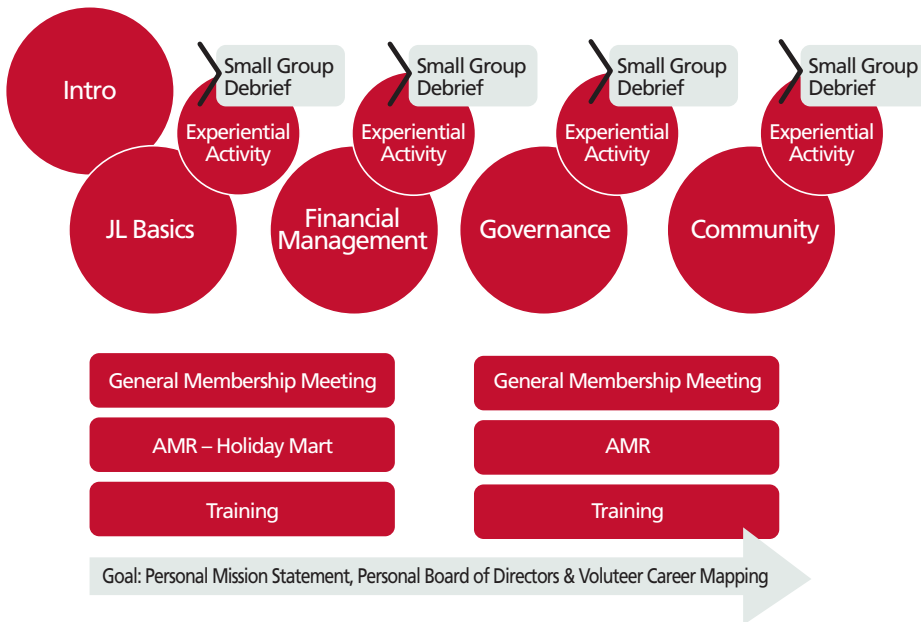 Intro
Small Group
Debrief
Experiential
Activity
JL Basics
Small Group
Debrief
Experiential
Activity
Financial
Management
Small Group
Debrief
Experiential
Activity
Governance
Small Group
Debrief
Experiential
Activity
Community
General Membership Meeting
AMR – Holiday Mart
Training
General Membership Meeting
AMR
Training
Goal: Personal Mission Statement, Personal Board of Directors & Voluteer Career Mapping